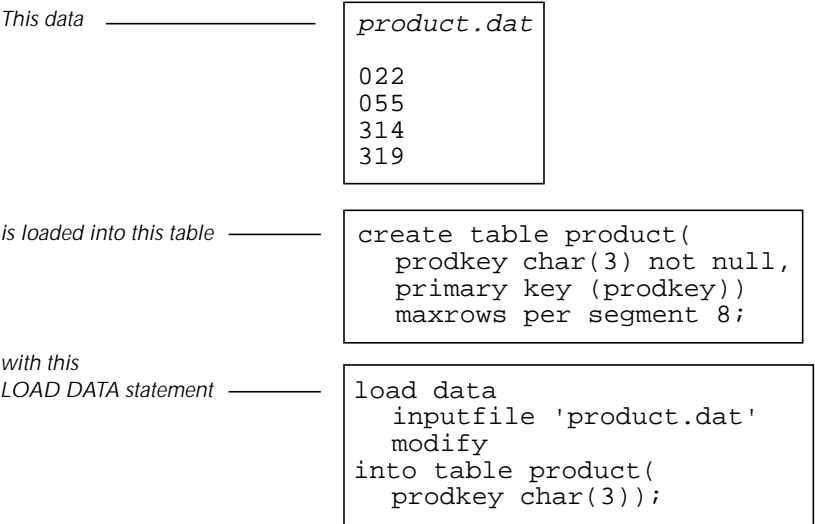 This data
product.dat
022
055
314
319
is loaded into this table
create table product(
prodkey char(3) not null,
primary key (prodkey))
maxrows per segment 8;
with this
LOAD DATA statement
load data
inputfile 'product.dat'
modify
into table product(
prodkey char(3));